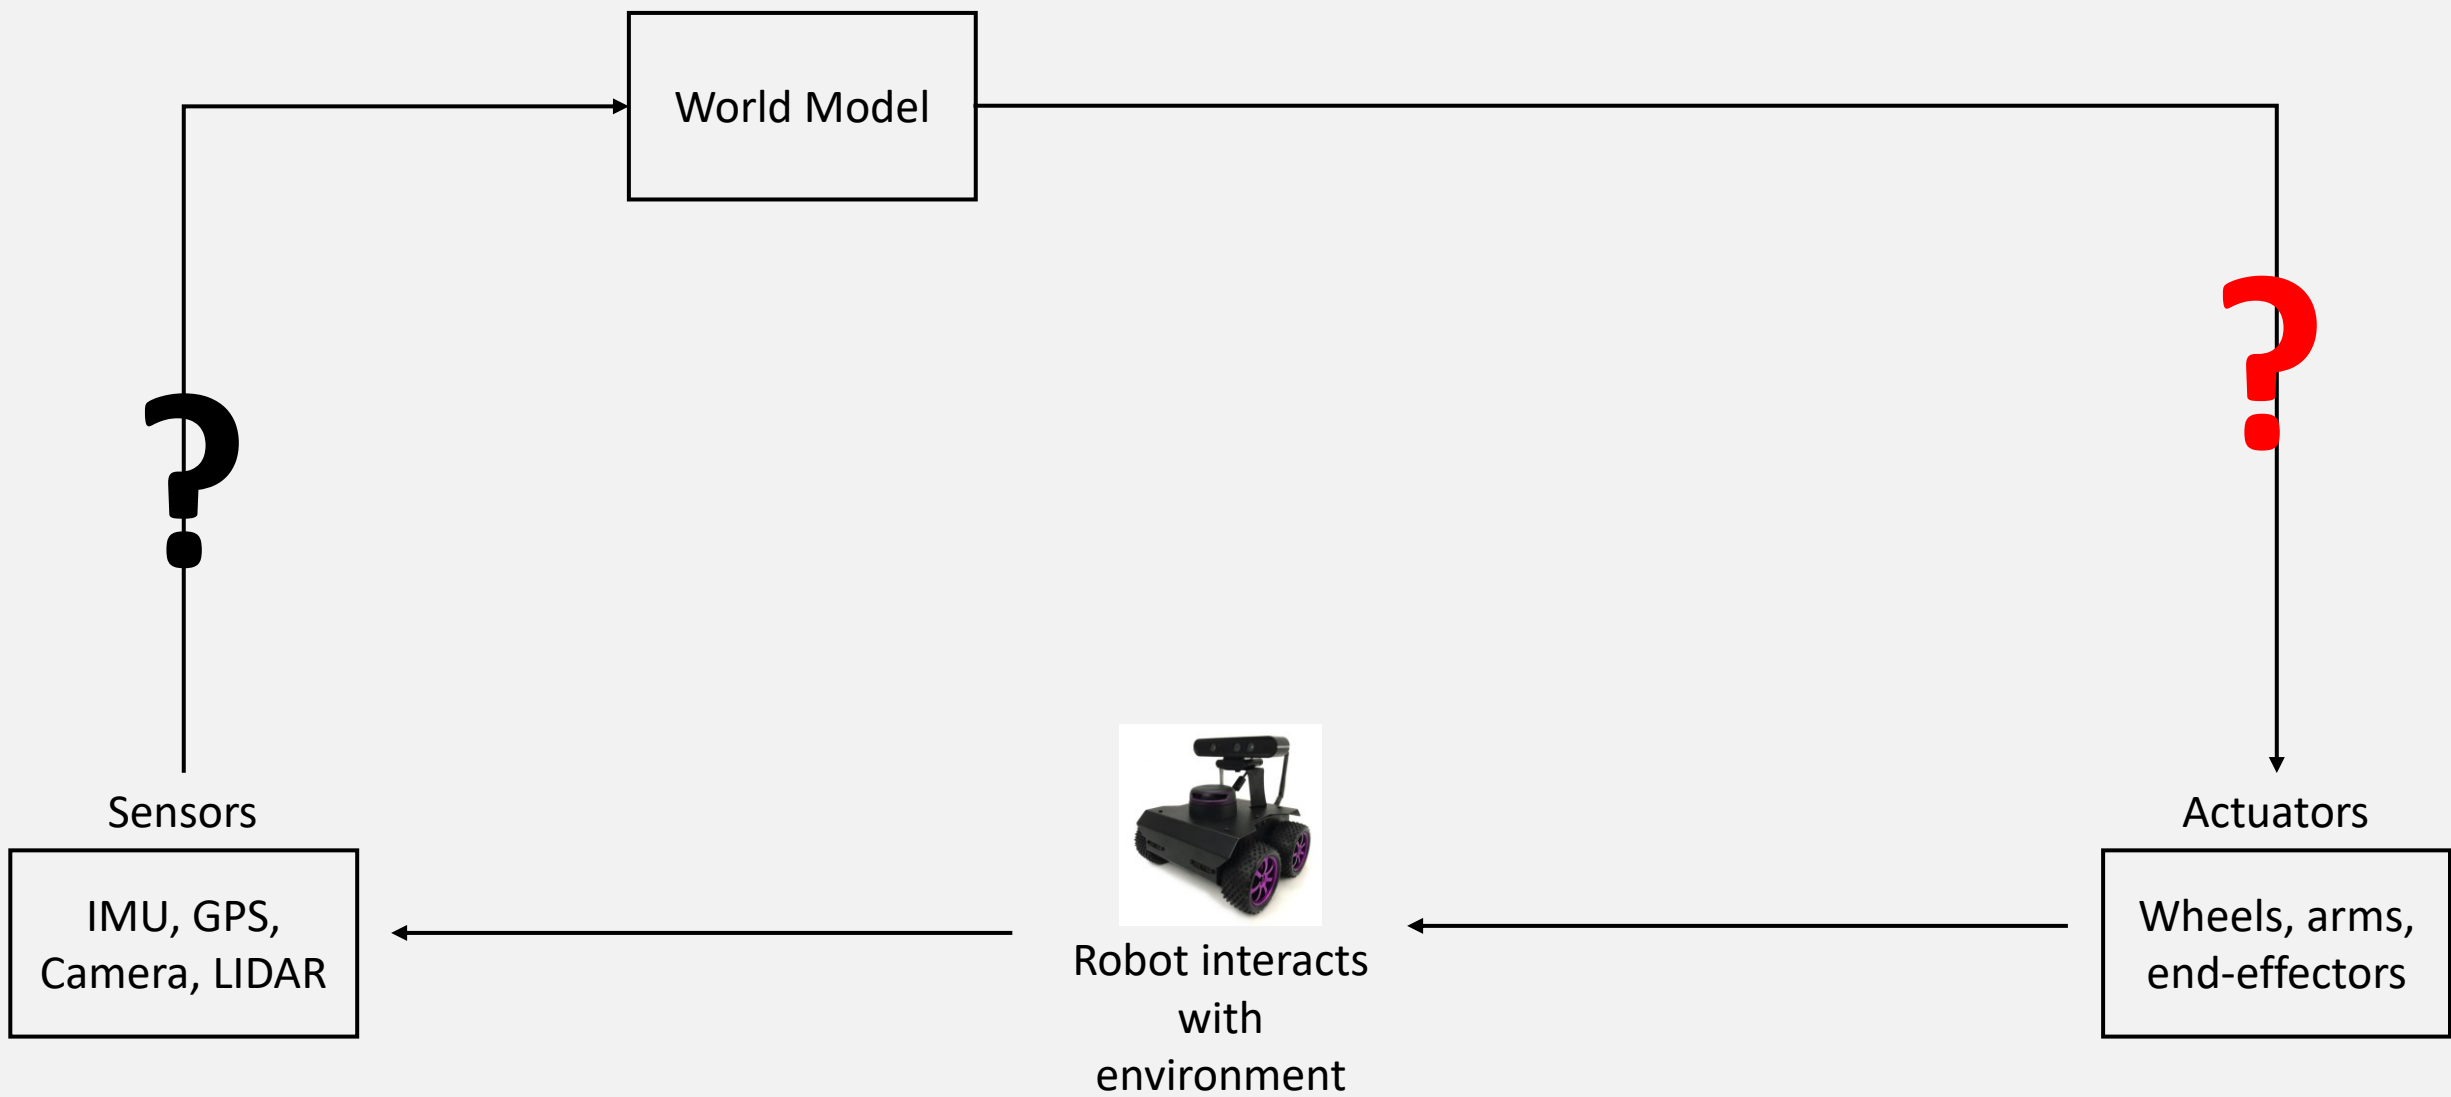 World Model
?
?
Sensors
Actuators
IMU, GPS,
Camera, LIDAR
Wheels, arms,
end-effectors
Robot interacts
with
environment